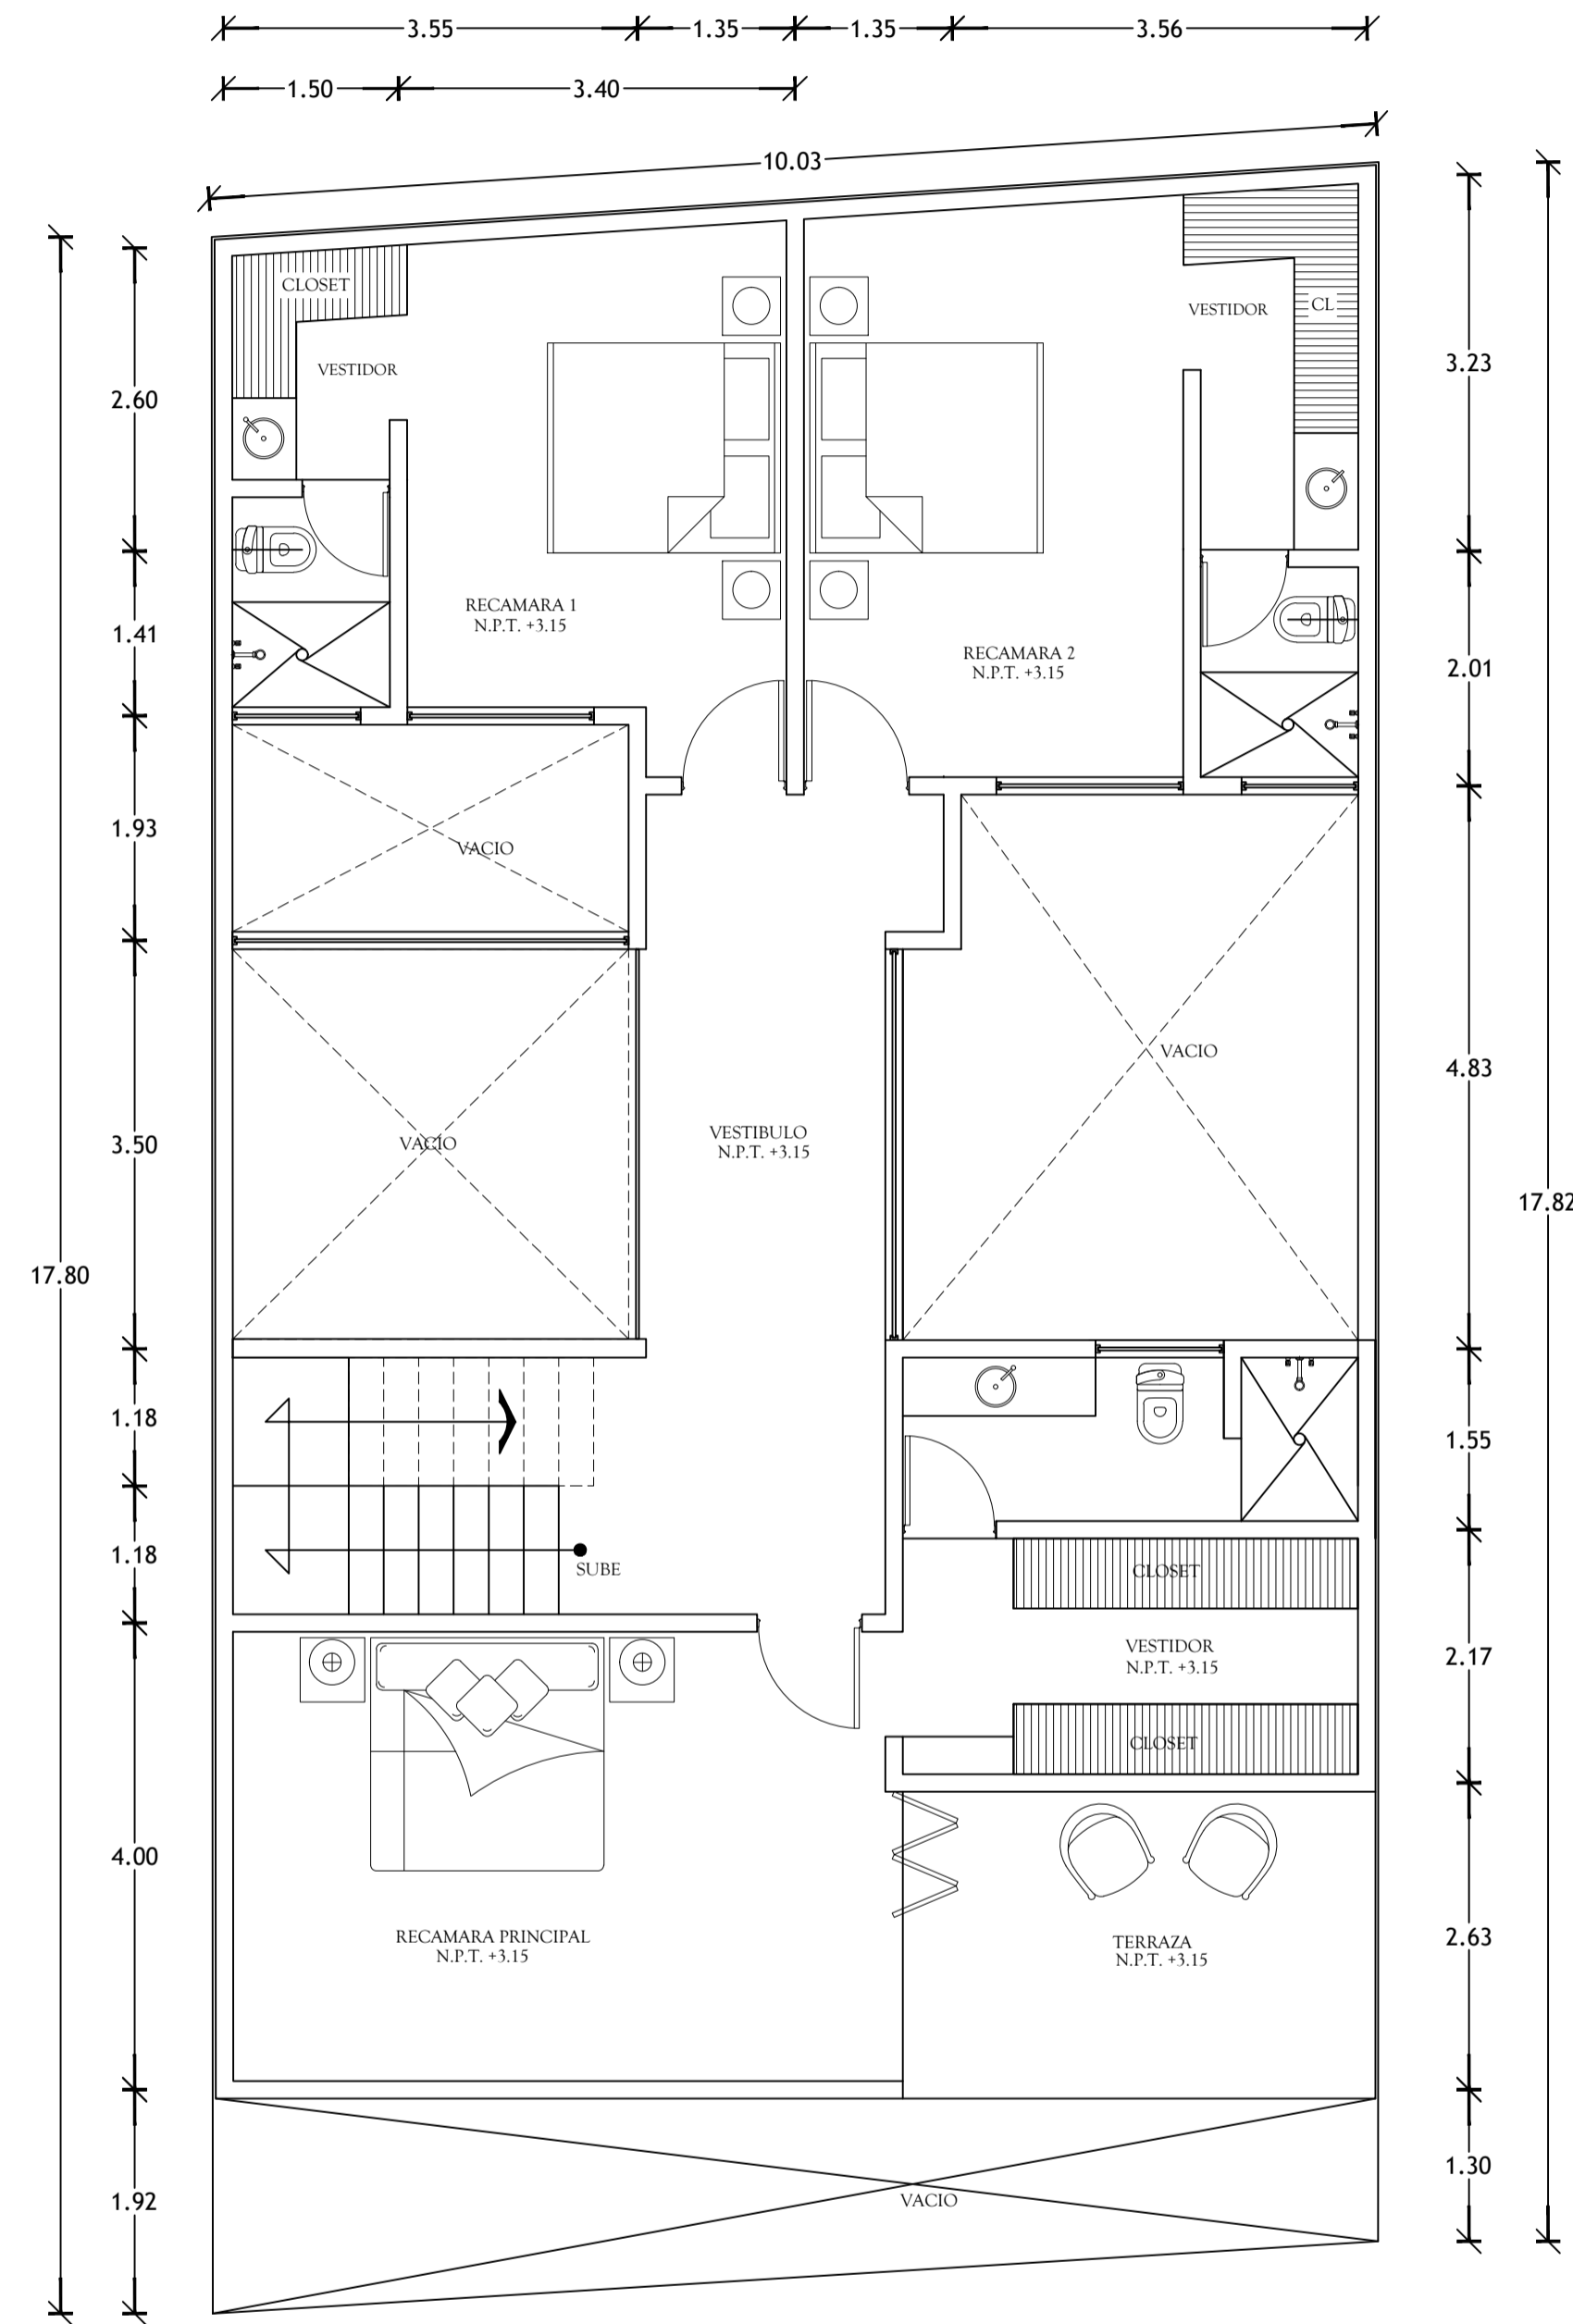 3.55 1.35 1.35 3.56
1.50 3.40
10.03
CLOSET
VESTIDOR
VESTIDOR
CL
2.60
3.23
RECAMARA 1
N.P.T. +3.15
RECAMARA 2
N.P.T. +3.15
1.41
2.01
1.93
VACIO
VACIO
4.83
3.50
VACIO
VESTIBULO
N.P.T. +3.15
17.82
17.80
1.18
1.55
1.18
SUBE
CLOSET
VESTIDOR
N.P.T. +3.15
2.17
CLOSET
4.00
RECAMARA PRINCIPAL
N.P.T. +3.15
TERRAZA
N.P.T. +3.15
2.63
1.30
1.92
VACIO